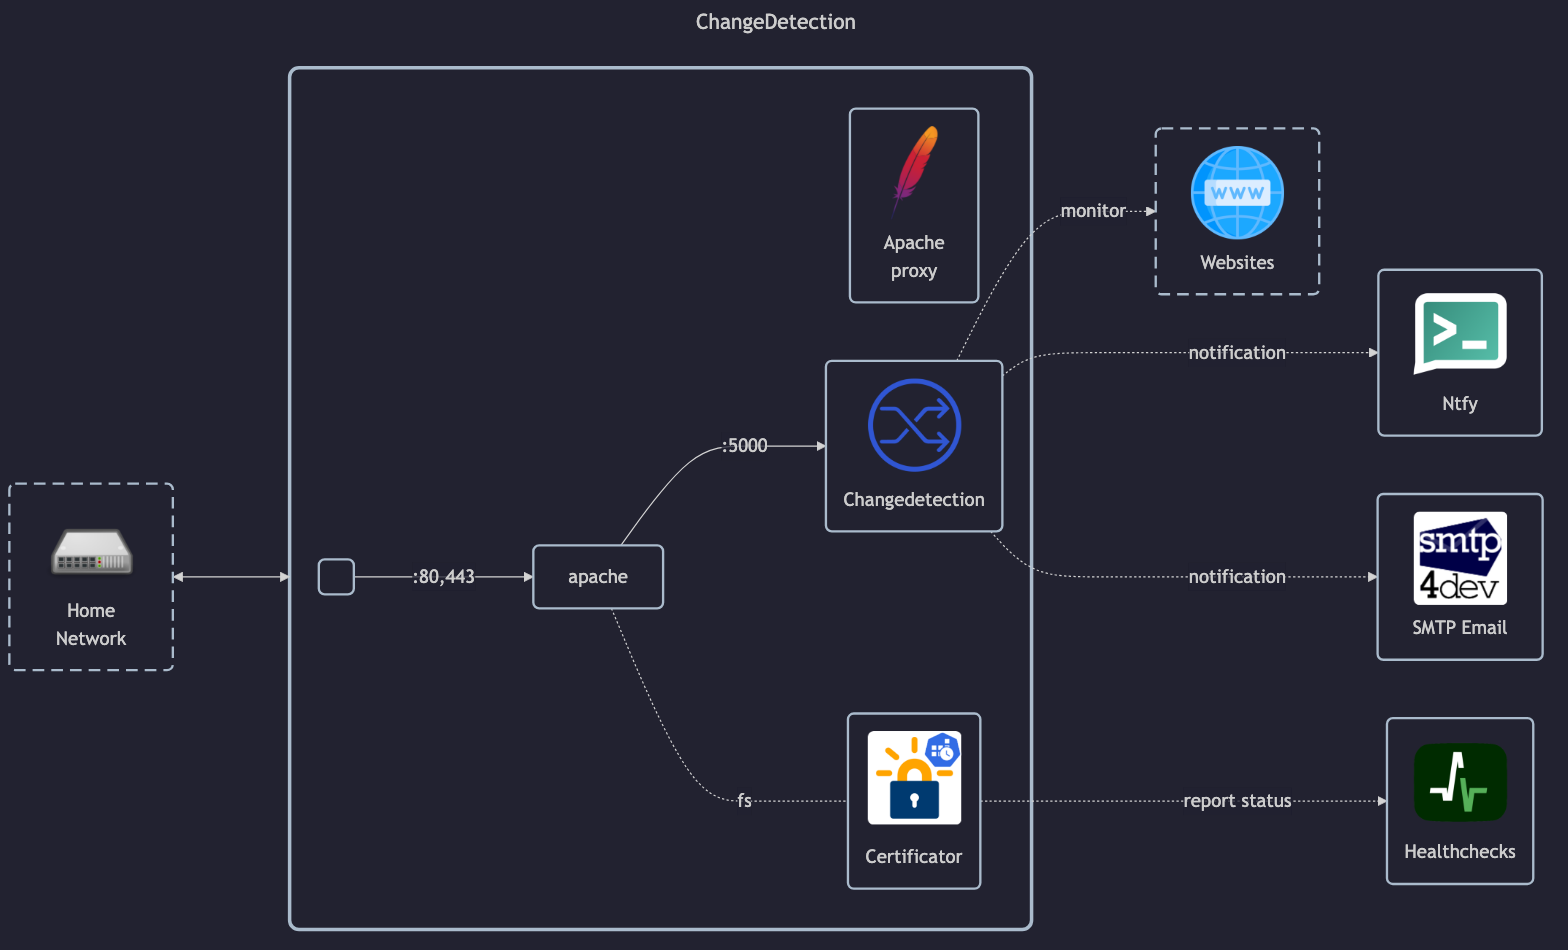 ChangeDetection
Apache
proxy
monitor
www
Websites
notification
Ntfy
:5000
Changedetection
Home
Network
:80,443
apache
notification
smtp
4dev
SMTP Email
fs
Certificator
report status
Healthchecks